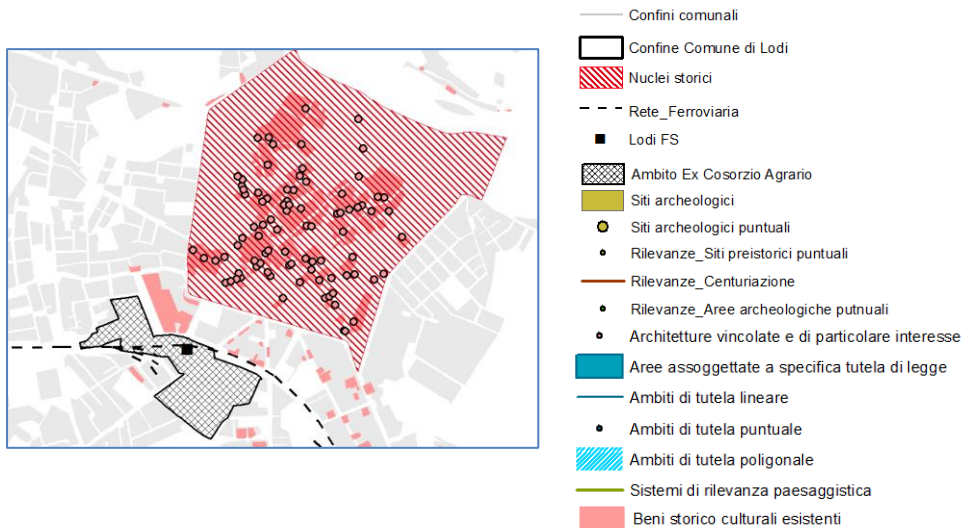 Confini comunali
Confine Comune di Lodi
Nuclei storici
Rete_Ferroviaria
Lodi FS
Ambito Ex Cosorzio Agrario
Siti archeologici
Siti archeologici puntuali
Rilevanze_Siti preistorici puntuali
Rilevanze_Centuriazione
Rilevanze_Aree archeologiche putnuali
Architetture vincolate e di particolare interesse
Aree assoggettate a specifica tutela di legge
Ambiti di tutela lineare
Ambiti di tutela puntuale
Ambiti di tutela poligonale
Sistemi di rilevanza paesaggistica
Beni storico culturali esistenti